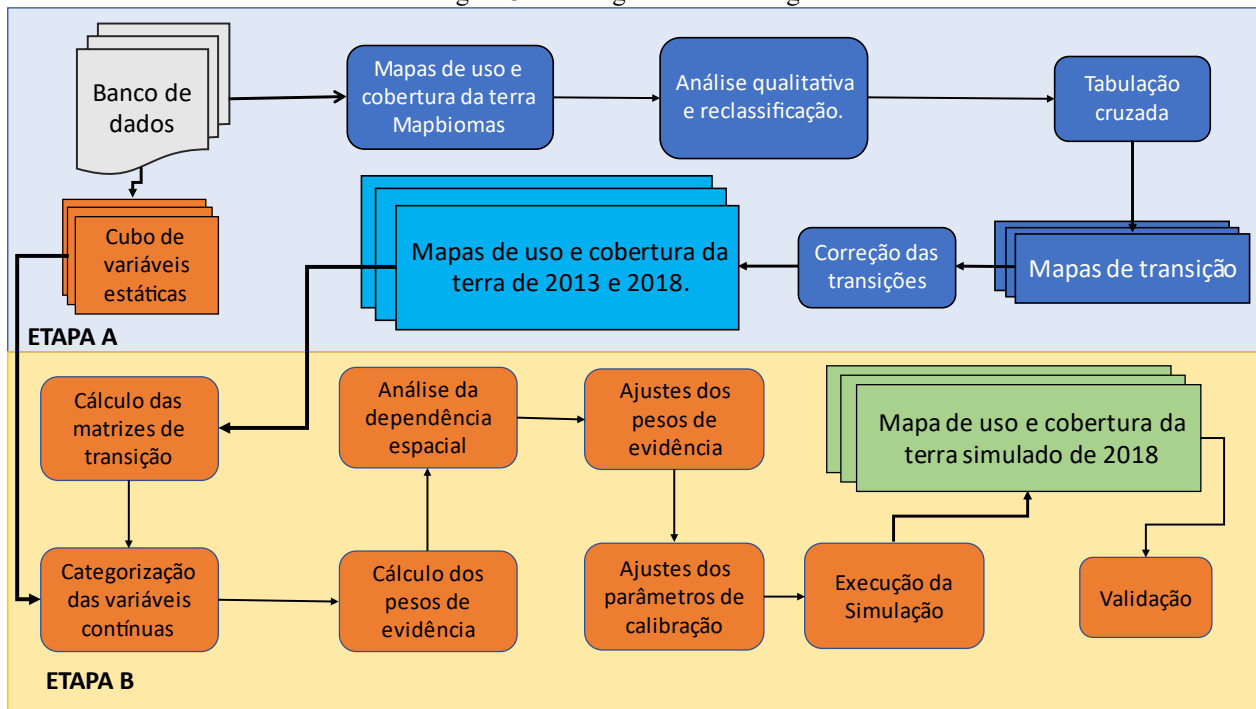 Banco de
dados
Mapas de uso e
cobertura da terra
Mapbiomas
Análise qualitativa
e reclassificação.
Tabulação
cruzada
Cubo de
variáveis
estáticas
Mapas de uso e cobertura da
terra de 2013 e 2018.
Correção das
transições
Mapas de transição
ETAPA A
Cálculo das
matrizes de
transição
Análise da
dependência
espacial
Ajustes dos
pesos de
evidência
Mapa de uso e cobertura da
terra simulado de 2018
Categorização
das variáveis
contínuas
Cálculo dos
pesos de
evidência
Ajustes dos
parâmetros de
calibração
Execução da
Simulação
Validação
ETAPA B